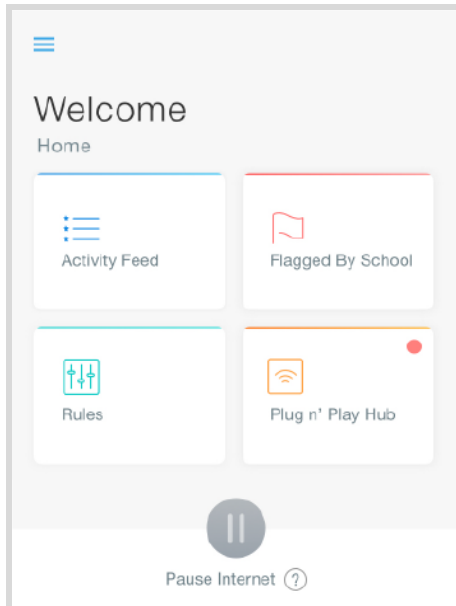 Welcome
Home
Activity Feed
Flagged By School
Rules
Plug n' Play Hub
Pause Internet ?